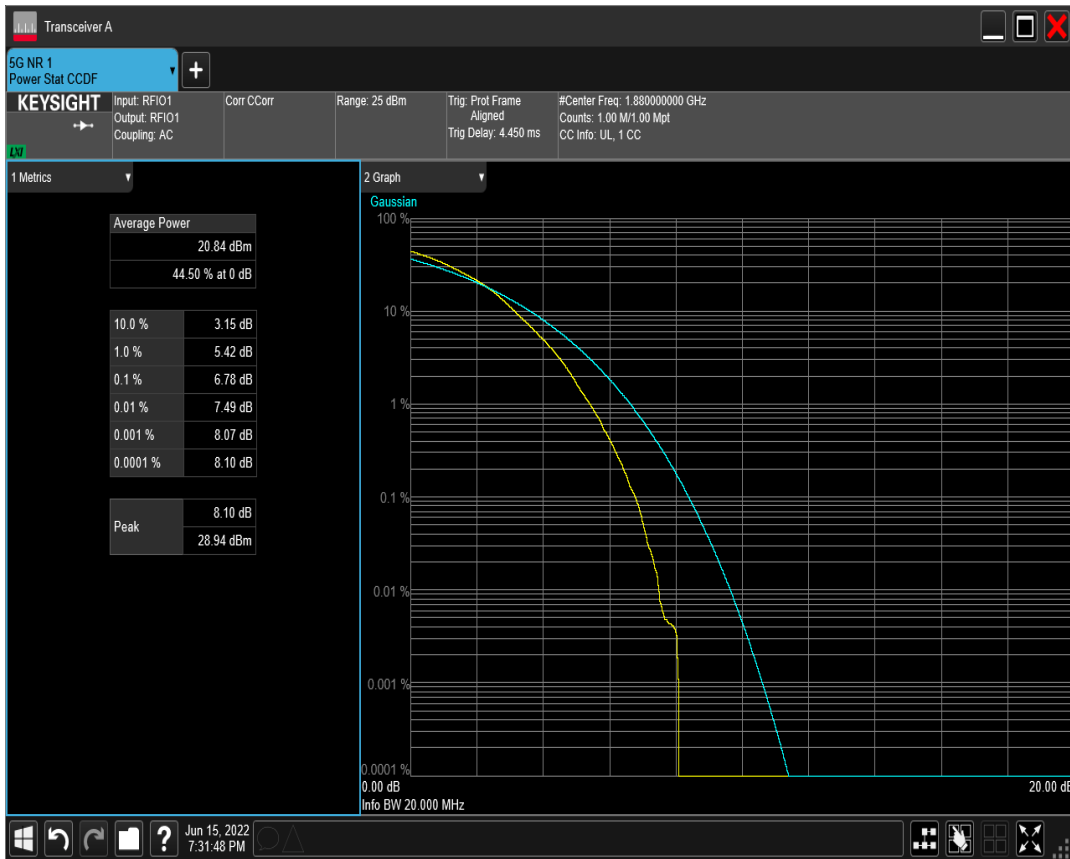 Transceiver A
5G NR 1
Power Stat CCDF
+
KEYSIGHT
LXI
Input: RFIO1
Output: RFIO1
Coupling: AC
Corr CCorr
Range: 25 dBm
Trig: Prot Frame
Aligned
Trig Delay: 4.450 ms
#Center Freq: 1.880000000 GHz
Counts: 1.00 M/1.00 Mpt
CC Info: UL, 1 CC
1 Metrics
Average Power
20.84 dBm
44.50 % at 0 dB
10.0 % 3.15 dB
1.0 % 5.42 dB
0.1 % 6.78 dB
0.01 % 7.49 dB
0.001 % 8.07 dB
0.0001 % 8.10 dB
Peak 8.10 dB
28.94 dBm
2 Graph
Gaussian
100 %
10 %
1 %
0.1 %
0.01 %
0.001 %
0.0001 %
0.00 dB 20.00 dB
Info BW 20.000 MHz
? Jun 15, 2022
7:31:48 PM